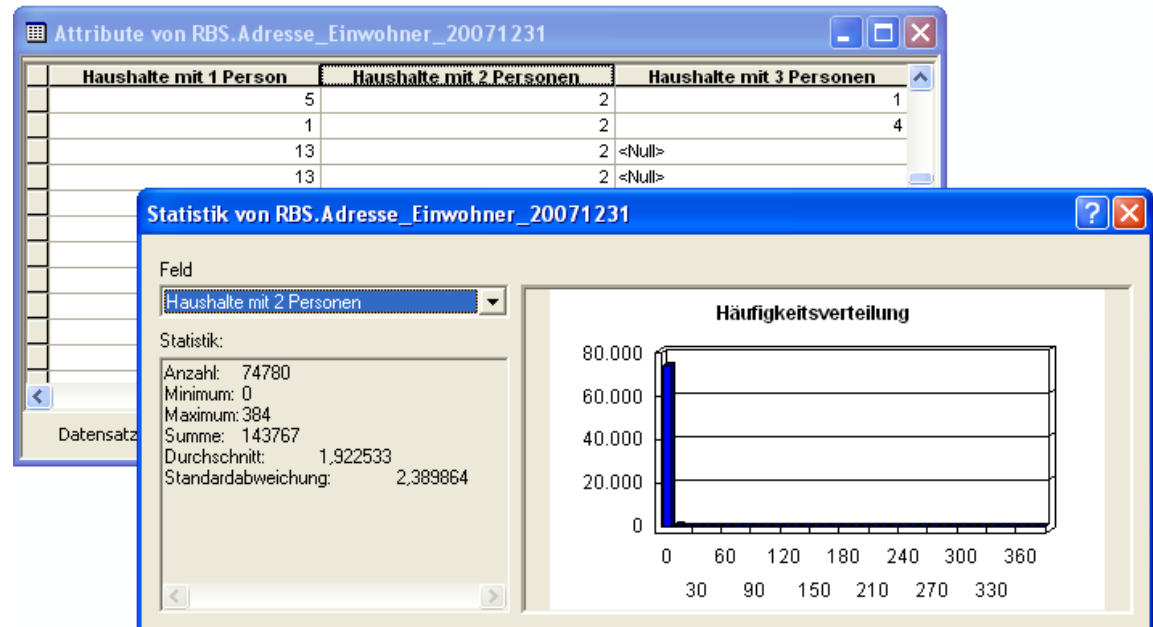 Attribute von RBS.Adresse_Einwohner_20071231
Haushalte mit 1 Person Haushalte mit 2 Personen Haushalte mit 3 Personen
5 2 1
1 2 4
13 2 <Null>
13 2 <Null>
Datensatz
Statistik von RBS.Adresse_Einwohner_20071231
Feld
Haushalte mit 2 Personen
Statistik:
Anzahl: 74780
Minimum: 0
Maximum: 384
Summe: 143767
Durchschnitt: 1,922533
Standardabweichung: 2,389864
Häufigkeitsverteilung
80.000
60.000
40.000
20.000
0
0 60 120 180 240 300 360
30 90 150 210 270 330